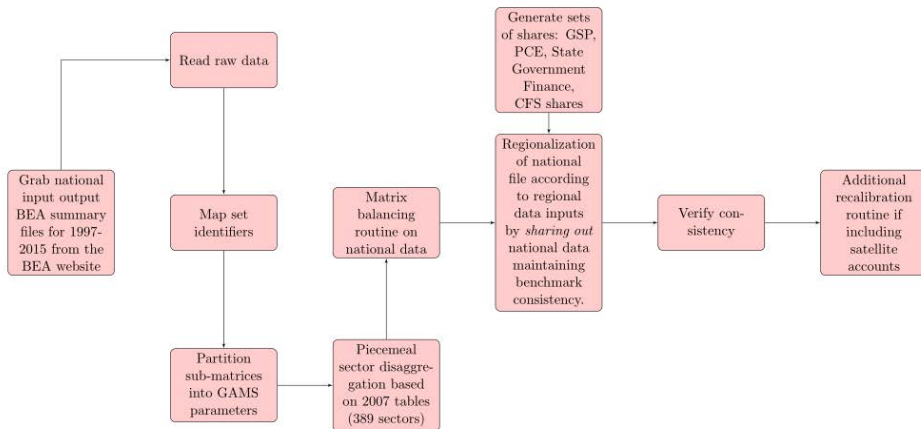 Grab national
input output
BEA summary
files for 1997-
2015 from the
BEA website
Read raw data
Map set
identifiers
Partition
sub-matrices
into GAMS
parameters
Piecemeal
sector disaggre-
gation based
on 2007 tables
(389 sectors)
Matrix
balancing
routine on
national data
Generate sets
of shares: GSP,
PCE, State
Government
Finance,
CFS shares
Regionalization
of national
file according
to regional
data inputs
by sharing out
national data
maintaining
benchmark
consistency.
Verify con-
sistency
Additional
recalibration
routine if
including
satellite
accounts